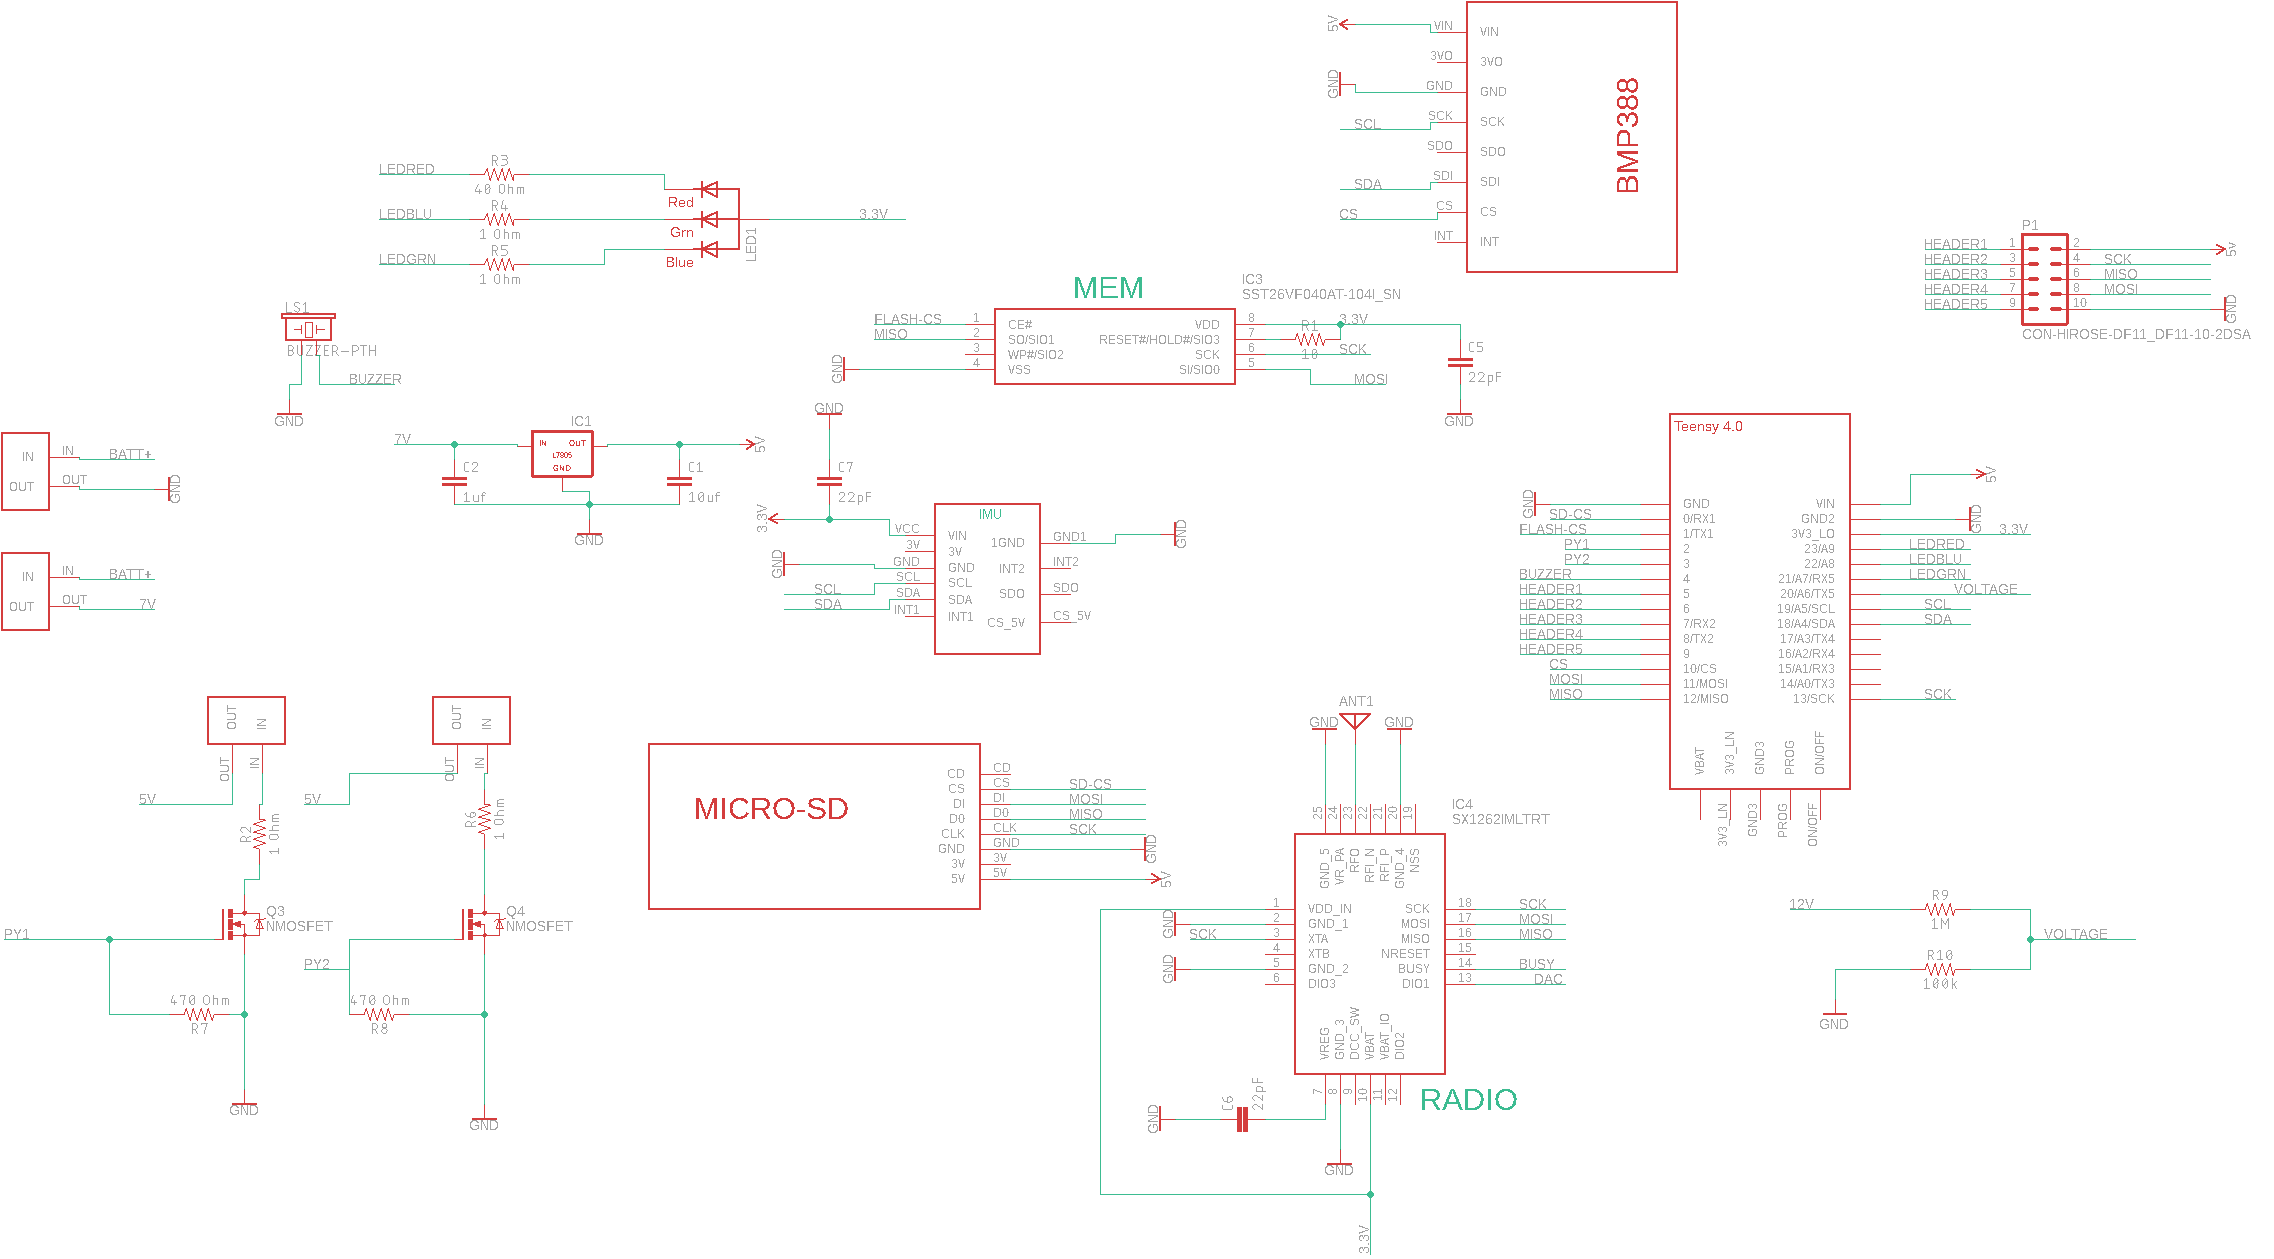 5V
VIN
VIN
3VO
3VO
GND
GND
GND
SCL
SCK
SCK
SDO
SDO
SDA
SDI
SDI
CS
CS
CS
INT
INT
BMP388
LEDRED
R3
40 Ohm
LEDBLU
R4
1 Ohm
LEDGRN
R5
1 Ohm
Red
Grn
Blue
LED1
3.3V
P1
HEADER1
1
2
5v
HEADER2
3
4
SCK
HEADER3
5
6
MISO
HEADER4
7
8
MOSI
HEADER5
9
10
GND
CON-HIROSE-DF11_DF11-10-2DSA
LS1
BUZZER-PTH
BUZZER
GND
MEM
IC3
SST26VF040AT-104I_SN
FLASH-CS
1
CE#
VDD
8
3.3V
MISO
2
SO/SIO1
RESET#/HOLD#/SIO3
7
R1
10
3
WP#/SIO2
SCK
6
SCK
GND
4
VSS
SI/SIO0
5
MOSI
C5
22pF
GND
IN
IN
BATT+
OUT
OUT
GND
IN
IN
BATT+
OUT
OUT
7V
7V
IC1
IN
OuT
L7805
GND
5V
C2
1uf
C1
10uf
GND
GND
C7
22pF
3.3V
IMU
VCC
VIN
3V
3V
GND
GND
GND
SCL
SCL
SCL
SDA
SDA
SDA
INT1
INT1
1GND
GND1
GND
INT2
INT2
SDO
SDO
CS_5V
CS_5V
Teensy 4.0
GND
GND
SD-CS
0/RX1
FLASH-CS
1/TX1
PY1
2
PY2
3
BUZZER
4
HEADER1
5
HEADER2
6
HEADER3
7/RX2
HEADER4
8/TX2
HEADER5
9
CS
10/CS
MOSI
11/MOSI
MISO
12/MISO
VIN
5V
GND2
GND
3V3_LO
3.3V
23/A9
LEDRED
22/A8
LEDBLU
21/A7/RX5
LEDGRN
20/A6/TX5
VOLTAGE
19/A5/SCL
SCL
18/A4/SDA
SDA
17/A3/TX4
16/A2/RX4
15/A1/RX3
14/A0/TX3
13/SCK
SCK
VBAT
3V3_LN
GND3
PROG
ON/OFF
3V3_LN
GND3
PROG
ON/OFF
OUT
IN
OUT
IN
5V
R2
1 Ohm
Q3
NMOSFET
PY1
470 Ohm
R7
GND
OUT
IN
OUT
IN
5V
R6
1 Ohm
Q4
NMOSFET
PY2
470 Ohm
R8
GND
MICRO-SD
CD
CD
CS
CS
SD-CS
DI
DI
MOSI
D0
D0
MISO
CLK
CLK
SCK
GND
GND
GND
3V
3V
5V
5V
5V
ANT1
GND
GND
25
24
23
22
21
20
19
IC4
SX1262IMLTRT
GND_5
VR_PA
RFO
RFI_N
RFI_P
GND_4
NSS
1
VDD_IN
GND
2
GND_1
SCK
3
XTA
4
XTB
GND
5
GND_2
6
DIO3
SCK
18
SCK
MOSI
17
MOSI
MISO
16
MISO
NRESET
15
BUSY
14
BUSY
DIO1
13
DAC
VREG
GND_3
DCC_SW
VBAT
VBAT_IO
DIO2
7
8
9
10
11
12
RADIO
GND
C6
22pF
GND
3.3V
12V
R9
1M
VOLTAGE
R10
100k
GND